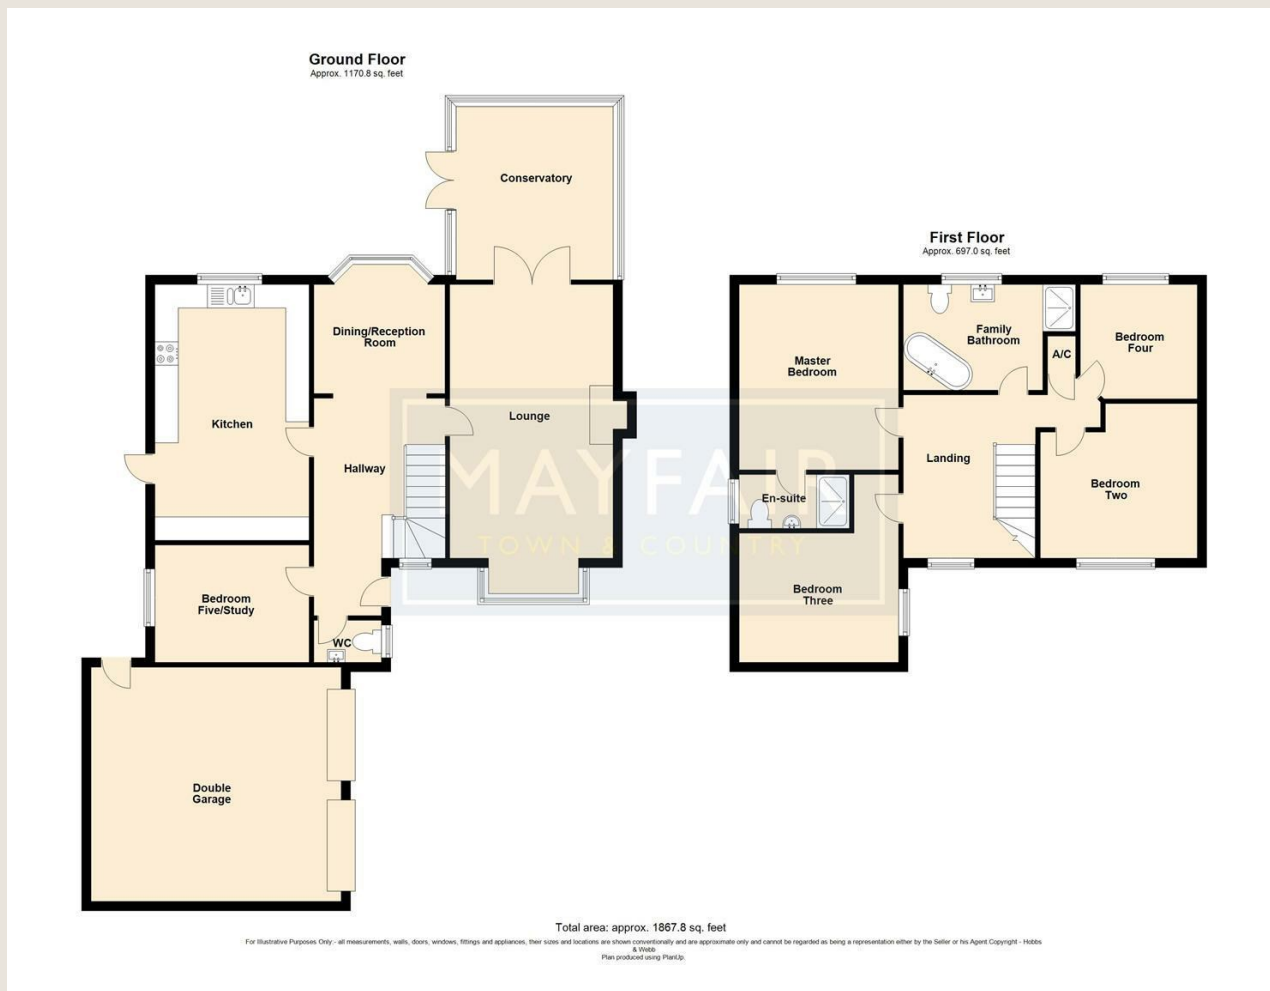 Ground Floor
Approx. 1170.8 sq. feet
Conservatory
Dining/Reception
Room
Kitchen
Lounge
Hallway
Bedroom
Five/Study
WC
Double
Garage
First Floor
Approx. 697.0 sq. feet
Master
Bedroom
Family
Bathroom
A/C
Bedroom
Four
Landing
Bedroom
Two
En-suite
Bedroom
Three
MAYFAIR
TOWN & COUNTRY
Total area: approx. 1867.8 sq. feet
For Illustrative Purposes Only:- all measurements, walls, doors, windows, fittings and appliances, their sizes and locations are shown conventionally and are approximate only and cannot be regarded as being a representation either by the Seller or his Agent Copyright - Hobbs
& Webb
Plan produced using PlanUp.